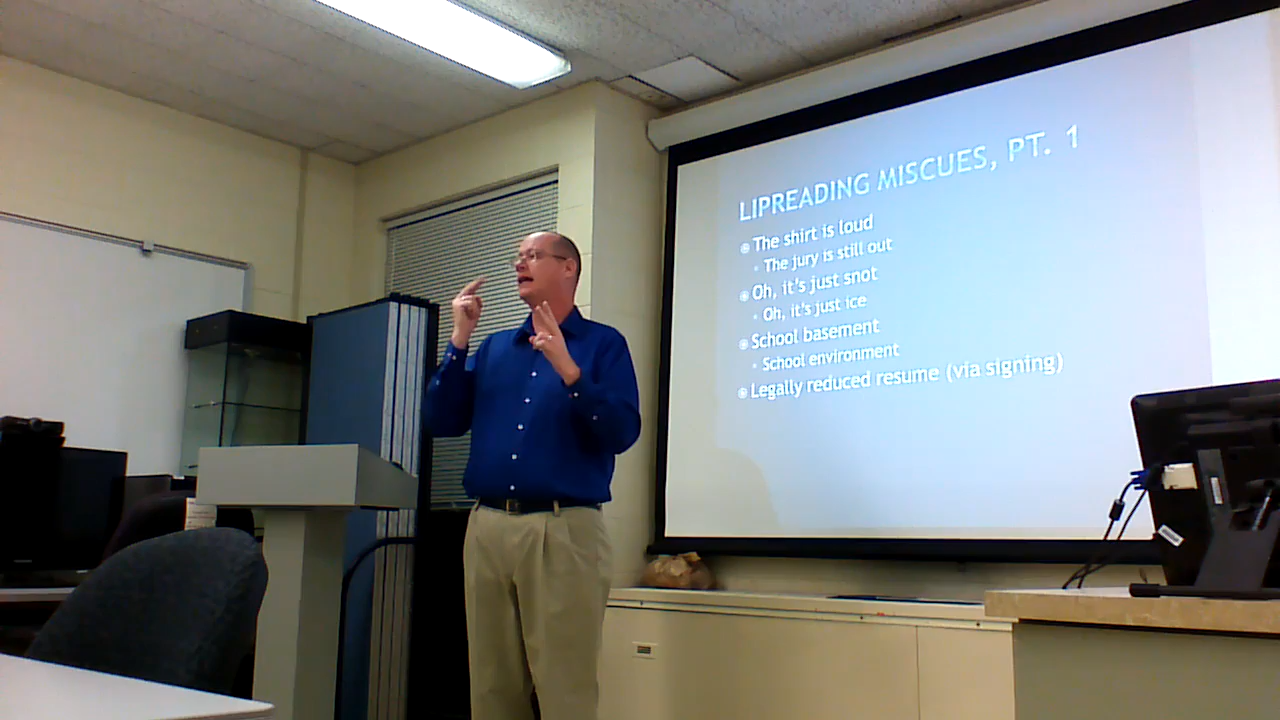 LIPREADING MISCUES, PT. 1
The shirt is loud
The jury is still out
Oh, it's just snot
Oh, it's just ice
School basement
School environment
Legally reduced resume (via signing)